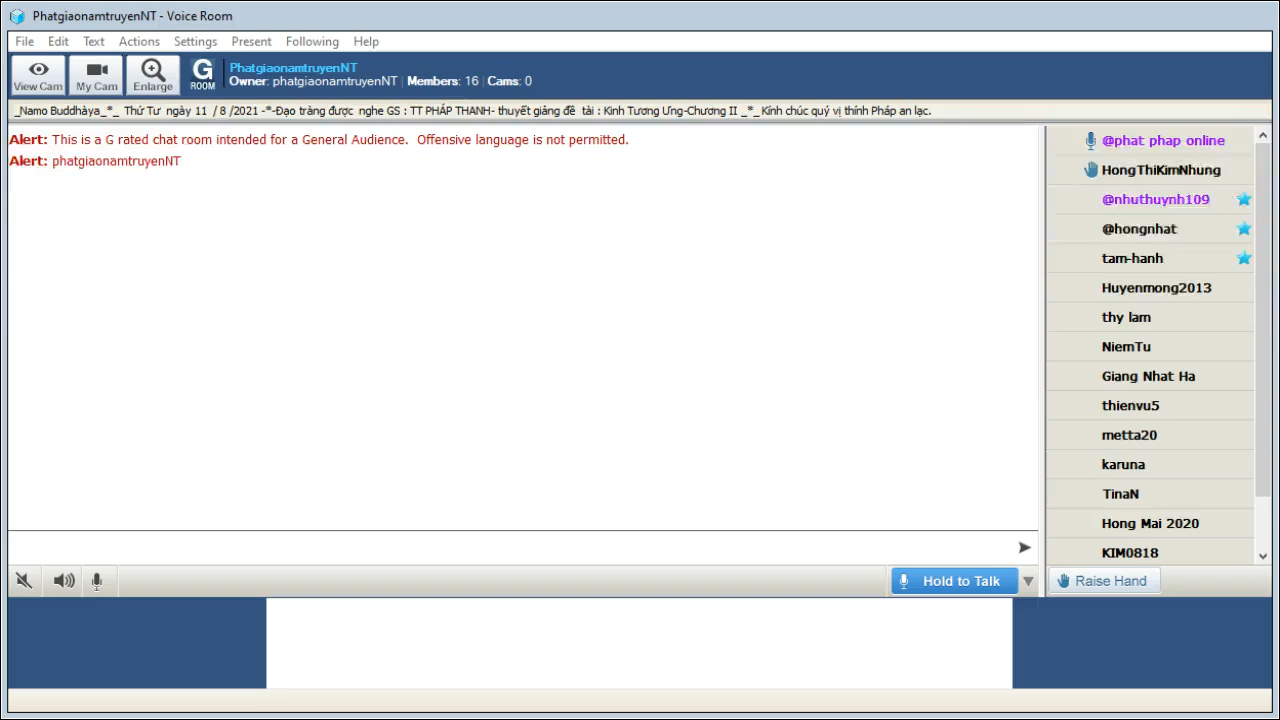 PhatgiaonamtruyenNT - Voice Room
File Edit Text Actions Settings Present Following Help
View Cam My Cam Enlarge G ROOM
PhatgiaonamtruyenNT
Owner: phatgiaonamtruyenNT | Members: 16 | Cams: 0
_Namo Buddhàya_*_ Thứ Tư ngày 11 / 8 /2021 -*-Đạo tràng được nghe GS : TT PHÁP THANH- thuyết giảng đề tài : Kinh Tương Ưng-Chương II _*_Kính chúc quý vị thính Pháp an lạc.
Alert: This is a G rated chat room intended for a General Audience. Offensive language is not permitted.
Alert: phatgiaonamtruyenNT
@phat phap online
HongThiKimNhung
@nhuthuynh109
@hongnhat
tam-hanh
Huyenmong2013
thy lam
NiemTu
Giang Nhat Ha
thienvu5
metta20
karuna
TinaN
Hong Mai 2020
KIM0818
Hold to Talk
Raise Hand